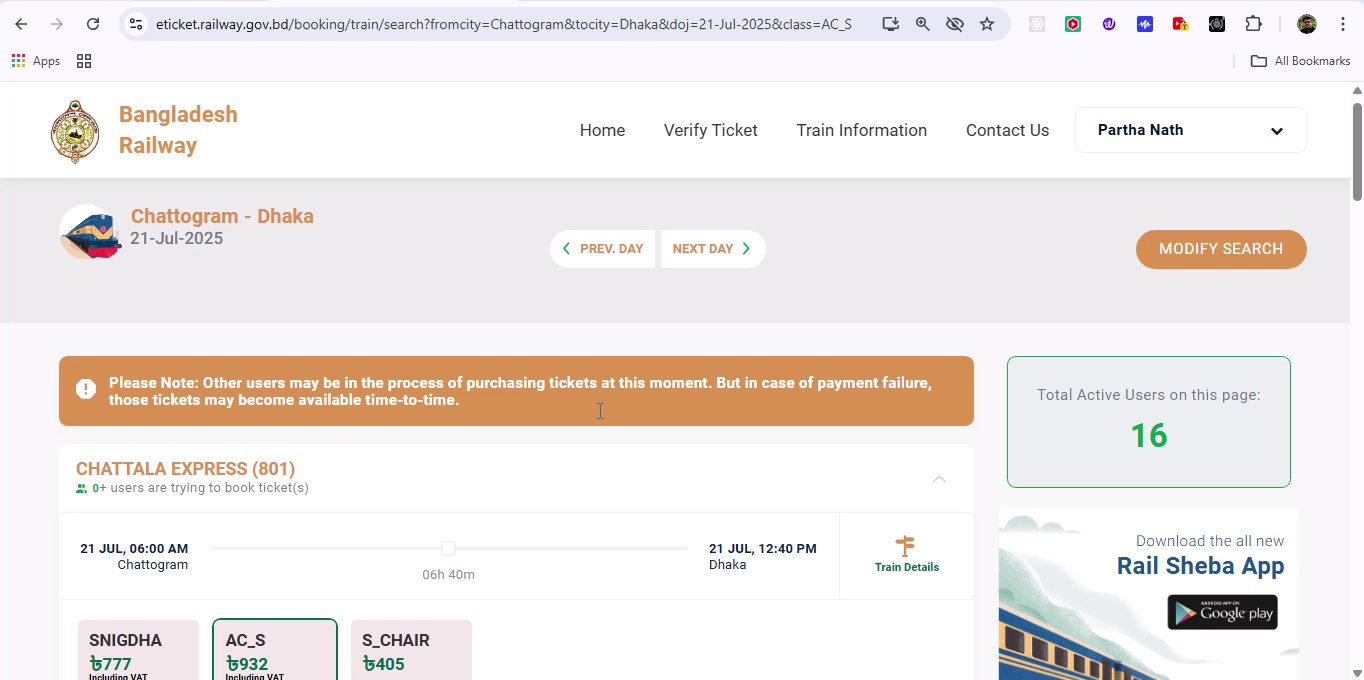 eticket.railway.gov.bd/booking/train/search?fromcity=Chattogram&tocity=Dhaka&doj=21-Jul-2025&class=AC_S
Apps
All Bookmarks
Bangladesh
Railway
Home
Verify Ticket
Train Information
Contact Us
Partha Nath
Chattogram - Dhaka
21-Jul-2025
PREV. DAY
NEXT DAY
MODIFY SEARCH
Please Note: Other users may be in the process of purchasing tickets at this moment. But in case of payment failure,
those tickets may become available time-to-time.
Total Active Users on this page:
16
CHATTALA EXPRESS (801)
0+ users are trying to book ticket(s)
21 JUL, 06:00 AM
Chattogram
06h 40m
21 JUL, 12:40 PM
Dhaka
Train Details
Download the all new
Rail Sheba App
ANDROID APP ON
Google play
SNIGDHA
৳777
Including VAT
AC_S
৳932
Including VAT
S_CHAIR
৳405